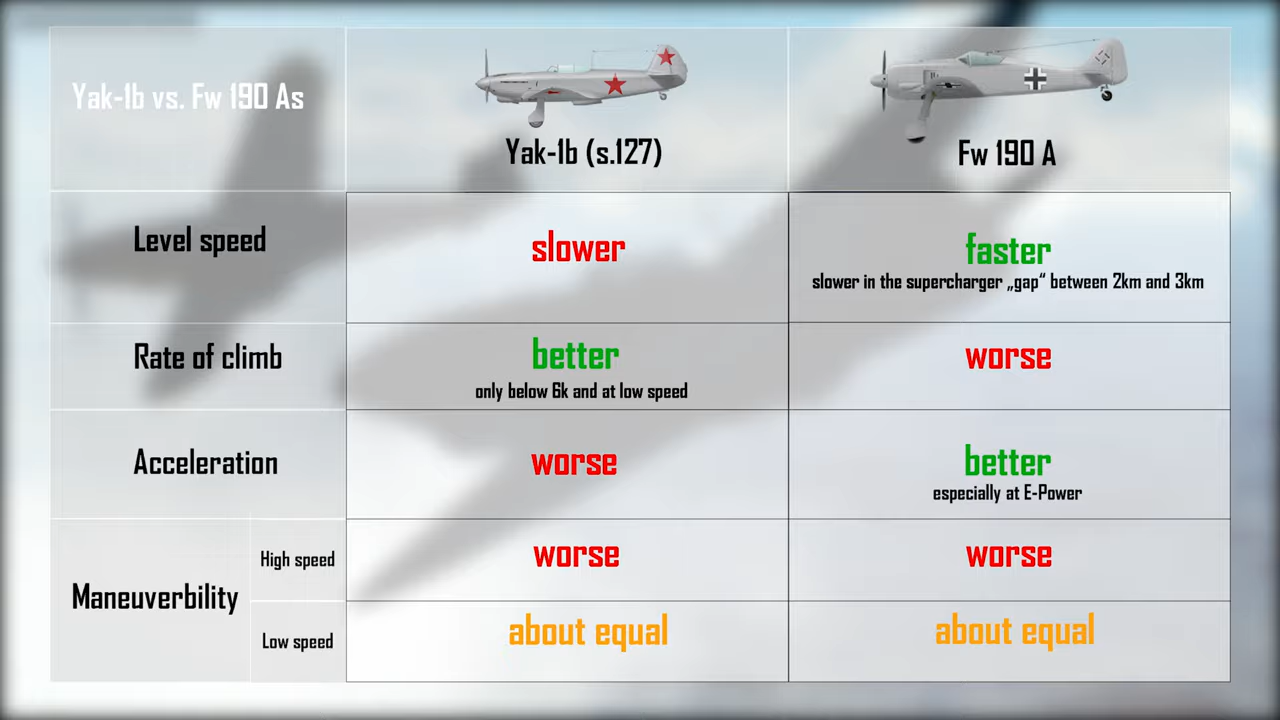 Yak-1b vs. Fw 190 As
Yak-1b (s.127)
Fw 190 A
Level speed
slower
faster
slower in the supercharger „gap“ between 2km and 3km
Rate of climb
better
only below 6k and at low speed
worse
Acceleration
worse
better
especially at E-Power
Maneuverbility
High speed
worse
worse
Low speed
about equal
about equal